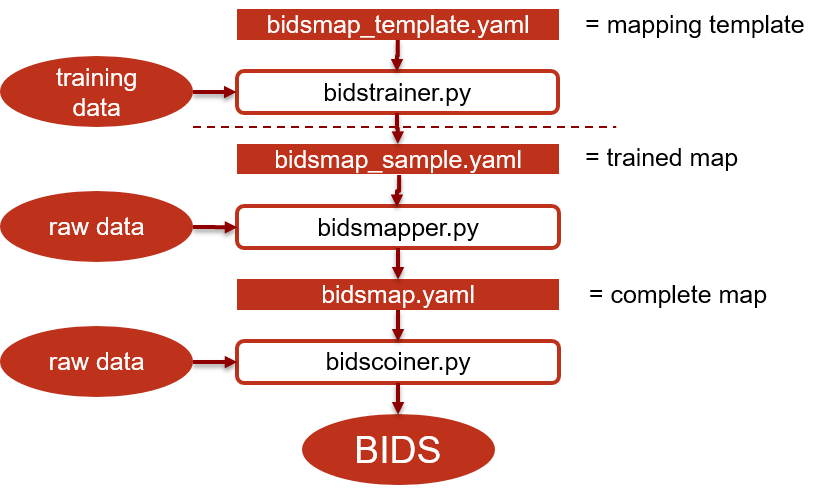 bidsmap_template.yaml
= mapping template
training
data
bidstrainer.py
bidsmap_sample.yaml
= trained map
raw data
bidsmapper.py
bidsmap.yaml
= complete map
raw data
bidscoiner.py
BIDS